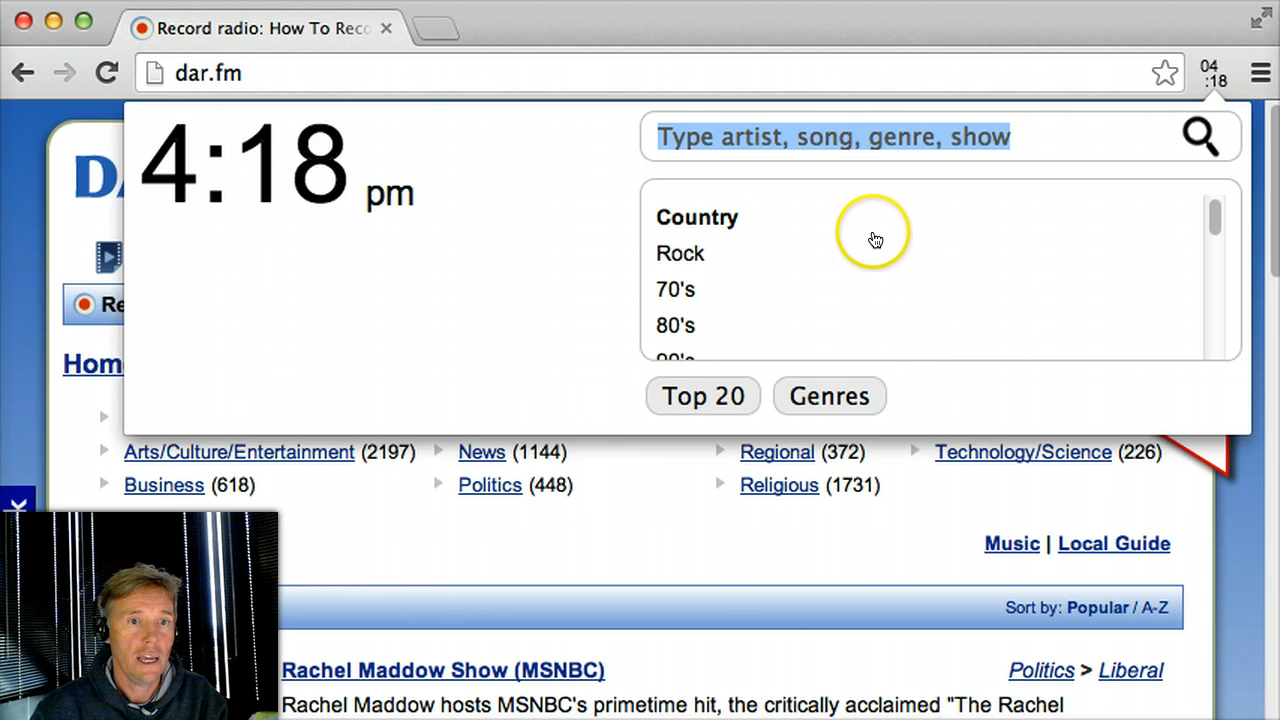 Record radio: How To Reco
dar.fm
04
:18
4:18 pm
Type artist, song, genre, show
Country
Rock
70's
80's
90's
Top 20
Genres
DA
Re
Hom
Arts/Culture/Entertainment (2197)
News (1144)
Regional (372)
Technology/Science (226)
Business (618)
Politics (448)
Religious (1731)
Music | Local Guide
Sort by: Popular / A-Z
Rachel Maddow Show (MSNBC)
Politics > Liberal
Rachel Maddow hosts MSNBC's primetime hit, the critically acclaimed "The Rachel